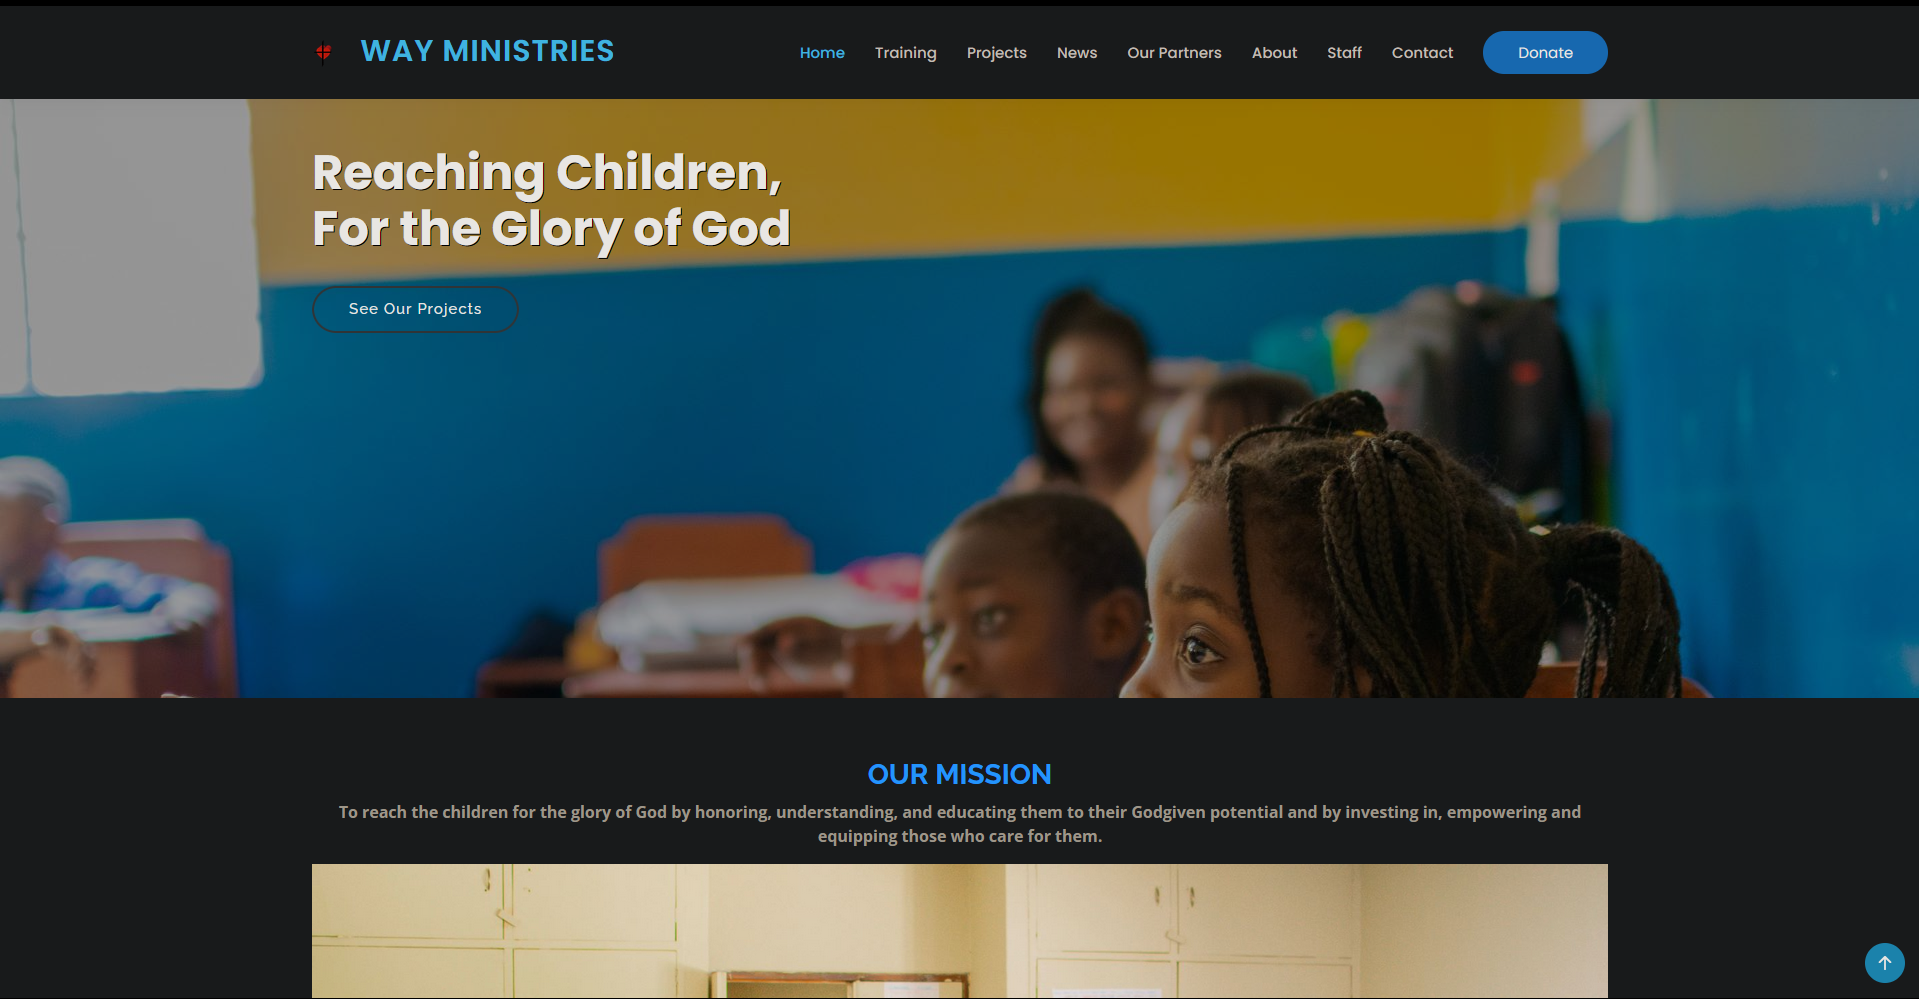 WAY MINISTRIES
Home Training Projects News Our Partners About Staff Contact Donate
Reaching Children,
For the Glory of God
See Our Projects
OUR MISSION
To reach the children for the glory of God by honoring, understanding, and educating them to their Godgiven potential and by investing in, empowering and
equipping those who care for them.